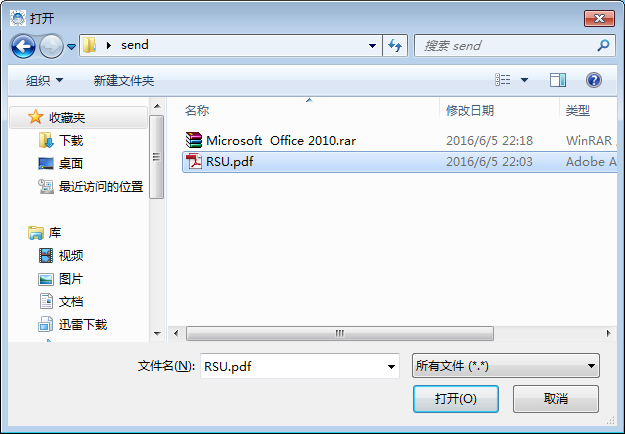 打开
send
搜索 send
组织
新建文件夹
名称
修改日期
类型
收藏夹
下载
桌面
最近访问的位置
库
视频
图片
文档
迅雷下载
Microsoft  Office 2010.rar
2016/6/5 22:18
WinRAR
RSU.pdf
2016/6/5 22:03
Adobe A
文件名(N):
RSU.pdf
所有文件 (*.*)
打开(O)
取消